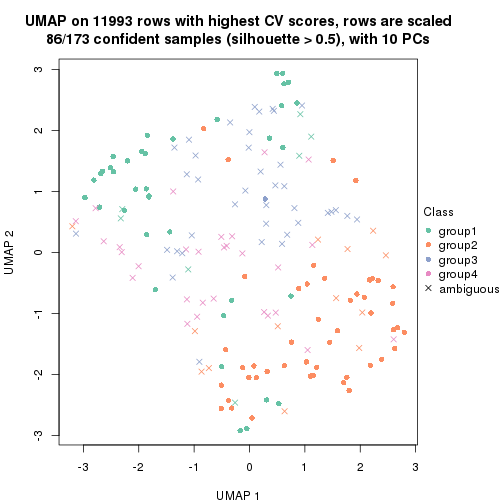 UMAP on 11993 rows with highest CV scores, rows are scaled
86/173 confident samples (silhouette > 0.5), with 10 PCs
3
2
1
0
-1
-2
-3
UMAP 2
-3
-2
-1
0
1
2
3
UMAP 1
Class
group1
group2
group3
group4
ambiguous